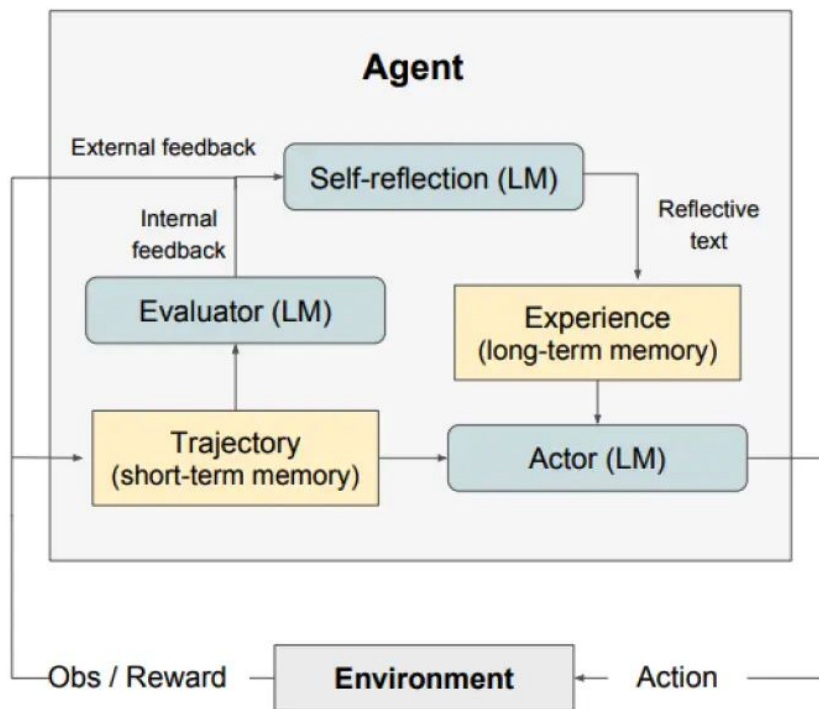 Agent
External feedback
Self-reflection (LM)
Internal
feedback
Reflective
text
Evaluator (LM)
Experience
(long-term memory)
Trajectory
(short-term memory)
Actor (LM)
Obs / Reward
Environment
Action